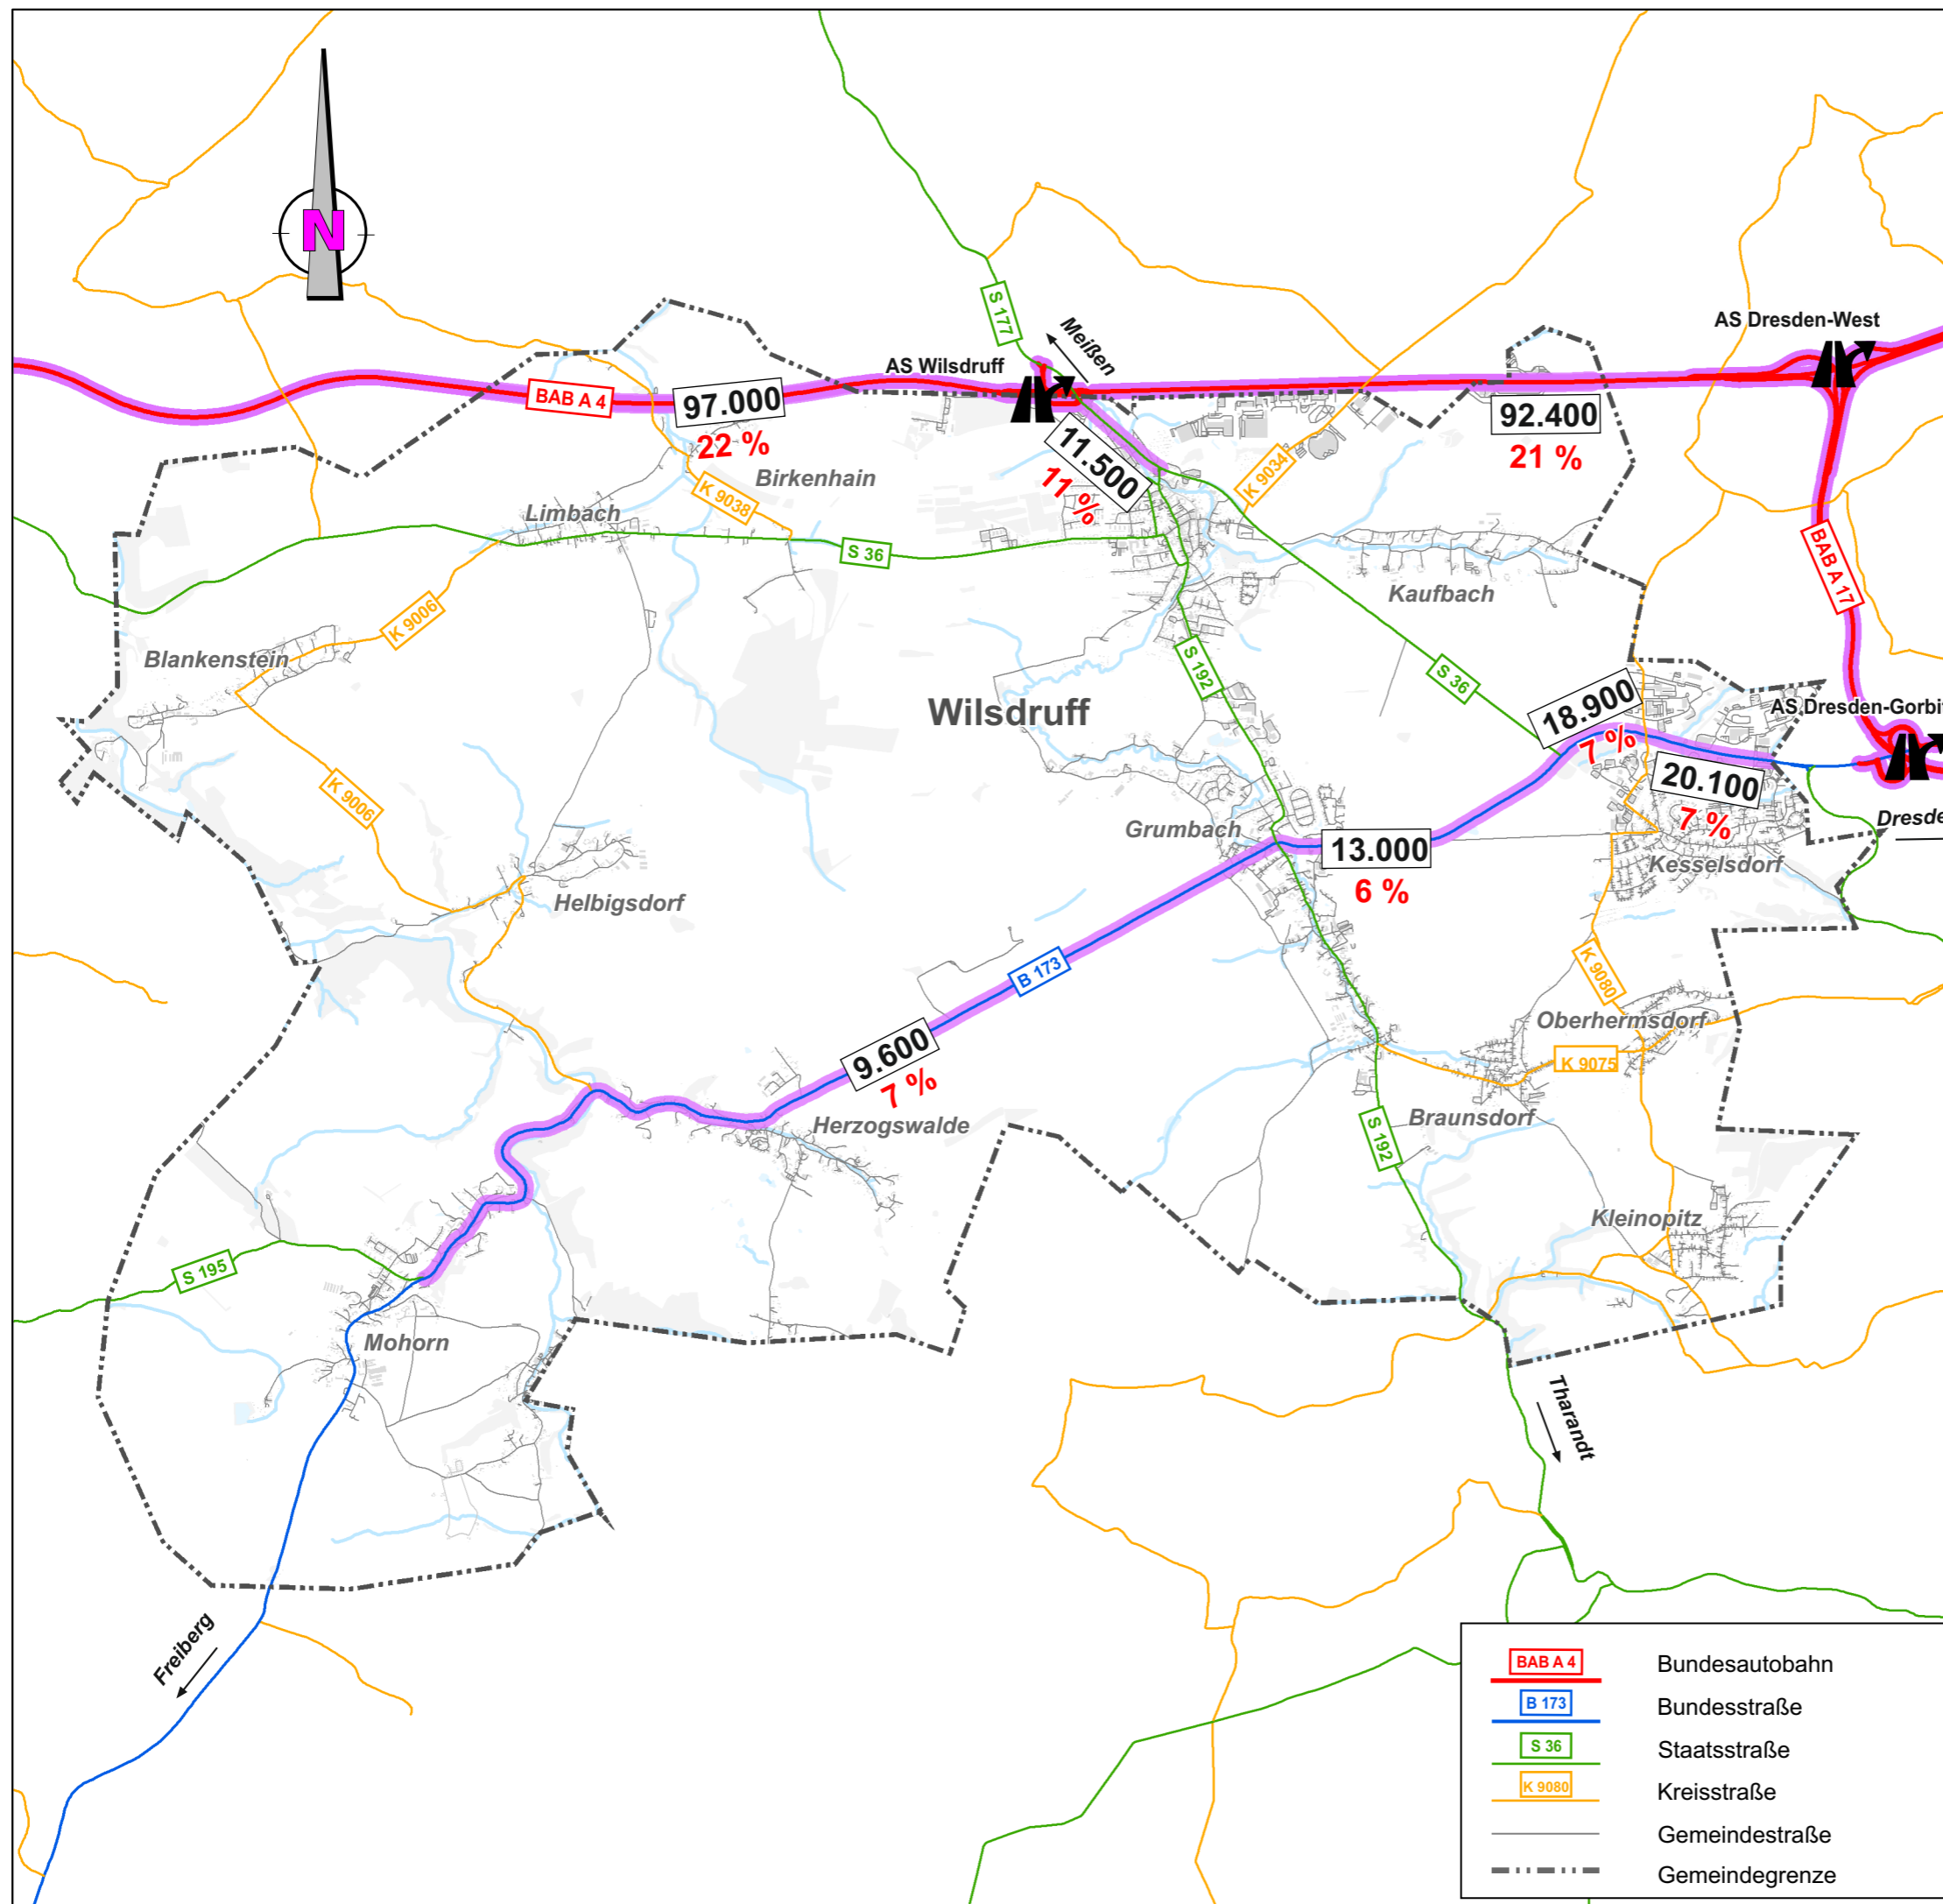 N
AS Dresden-West
S 177
Meißen
AS Wilsdruff
BAB A 4
97.000
22 %
92.400
21 %
11.500
11 %
Birkenhain
K 9038
K 9034
Limbach
S 36
BAB A 17
Kaufbach
K 9006
Blankenstein
S 192
S 36
Wilsdruff
18.900
7 %
AS Dresden-Gorbi
K 9006
20.100
7 %
Grumbach
13.000
6 %
Dresde
Kesselsdorf
Helbigsdorf
B 173
K 9080
Oberhermsdorf
9.600
7 %
K 9075
Herzogswalde
Braunsdorf
S 192
Kleinopitz
S 195
Mohorn
Tharandt
Freiberg
BAB A 4 Bundesautobahn
B 173 Bundesstraße
S 36 Staatsstraße
K 9080 Kreisstraße
Gemeindestraße
Gemeindegrenze